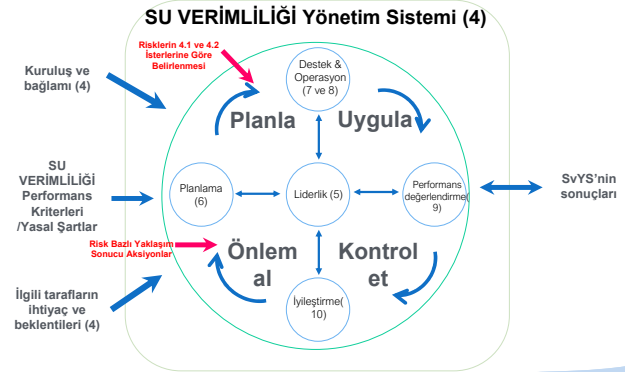 SU VERİMLİLİĞİ Yönetim Sistemi (4)
Risklerin 4.1 ve 4.2
İsterlerine Göre
Belirlenmesi
Kuruluş ve
bağlamı (4)
Destek &
Operasyon
(7 ve 8)
Planla
Uygula
SU
VERİMLİLİĞİ
Performans
Kriterleri
/Yasal Şartlar
Planlama
(6)
Liderlik (5)
Performans
değerlendirme(
9)
SvYS'nin
sonuçları
Risk Bazlı Yaklaşım
Sonucu Aksiyonlar
Önlem
al
Kontrol
et
İlgili tarafların
ihtiyaç ve
beklentileri (4)
İyileştirme(
10)